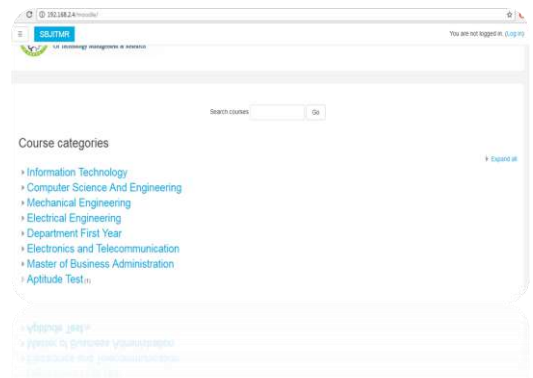 192.168.2.4/moodle/
SBJITMR
You are not logged in. (Log in)
Of Technology Management & Research
Search courses
Go
Course categories
Expand all
Information Technology
Computer Science And Engineering
Mechanical Engineering
Electrical Engineering
Department First Year
Electronics and Telecommunication
Master of Business Administration
Aptitude Test (1)